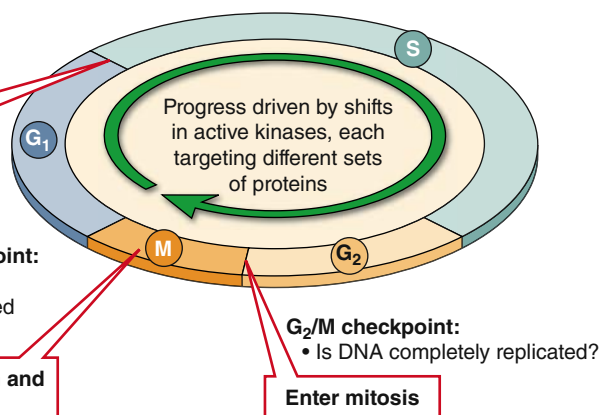 S
G₁
Progress driven by shifts
in active kinases, each
targeting different sets
of proteins
M
G₂
oint:
ed
and
G₂/M checkpoint:
• Is DNA completely replicated?
Enter mitosis